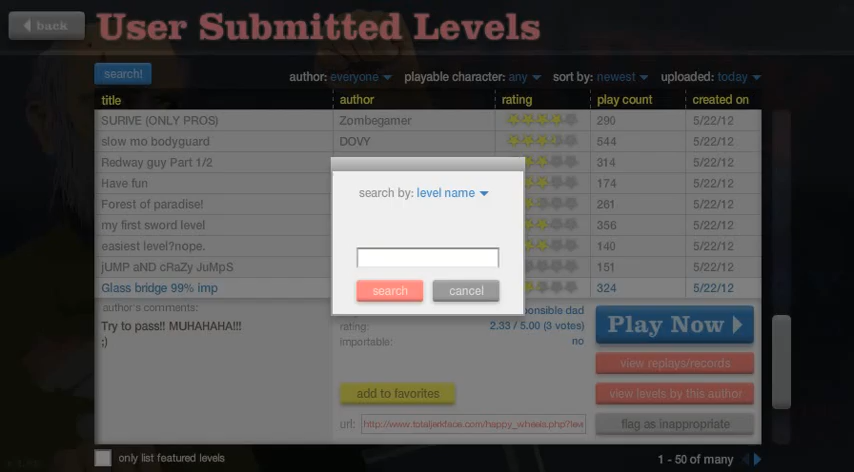 back
User Submitted Levels
search!
author: everyone playable character: any sort by: newest uploaded: today
title author rating play count created on
SURIVE (ONLY PROS) Zombegamer 290 5/22/12
slow mo bodyguard DOVY 544 5/22/12
Redway guy Part 1/2 314 5/22/12
Have fun 174 5/22/12
Forest of paradise! 261 5/22/12
my first sword level 356 5/22/12
easiest level?nope. 140 5/22/12
jUMP aND cRaZy JuMpS 151 5/22/12
Glass bridge 99% imp 324 5/22/12
search by: level name
search cancel
author's comments:
Try to pass!! MUHAHAHA!!!
;)
onsible dad
rating: 2.33 / 5.00 (3 votes)
importable: no
add to favorites
url: http://www.totaljerkface.com/happy_wheels.php?lev
Play Now
view replays/records
view levels by this author
flag as inappropriate
only list featured levels
1 - 50 of many